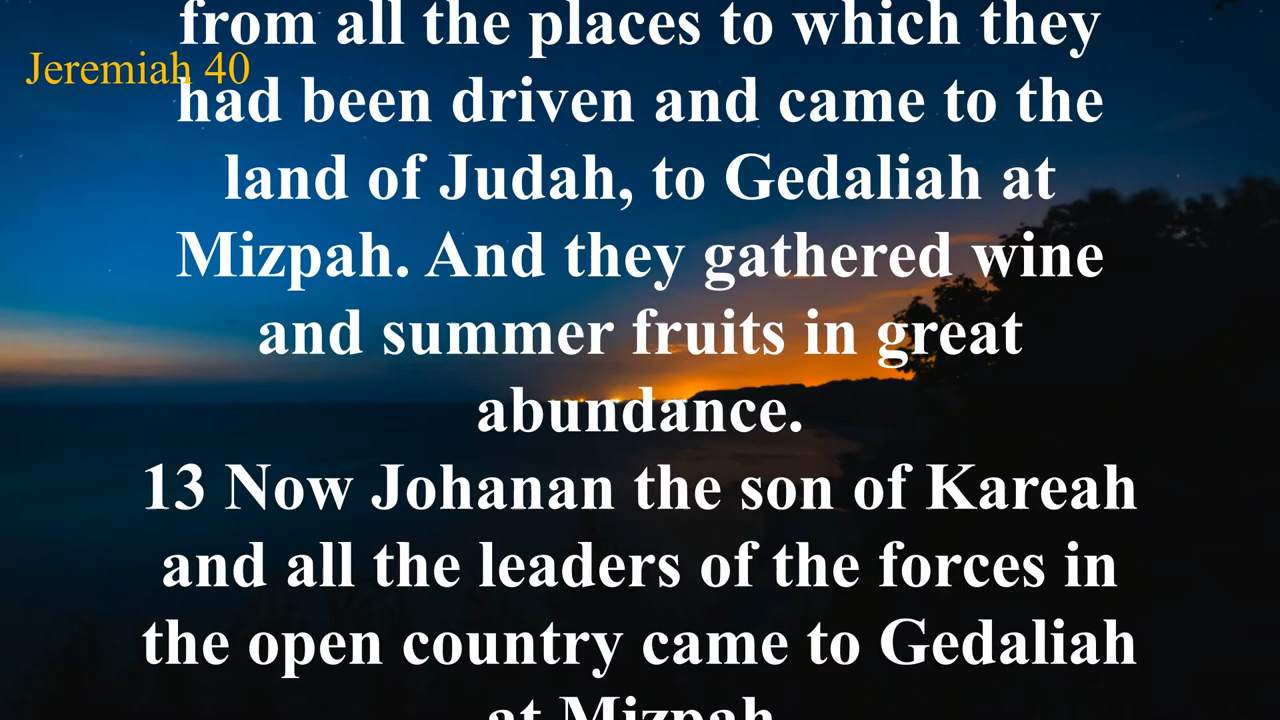 from all the places to which they
Jeremiah 40
had been driven and came to the
land of Judah, to Gedaliah at
Mizpah. And they gathered wine
and summer fruits in great
abundance.
13 Now Johanan the son of Kareah
and all the leaders of the forces in
the open country came to Gedaliah
at Mizpah